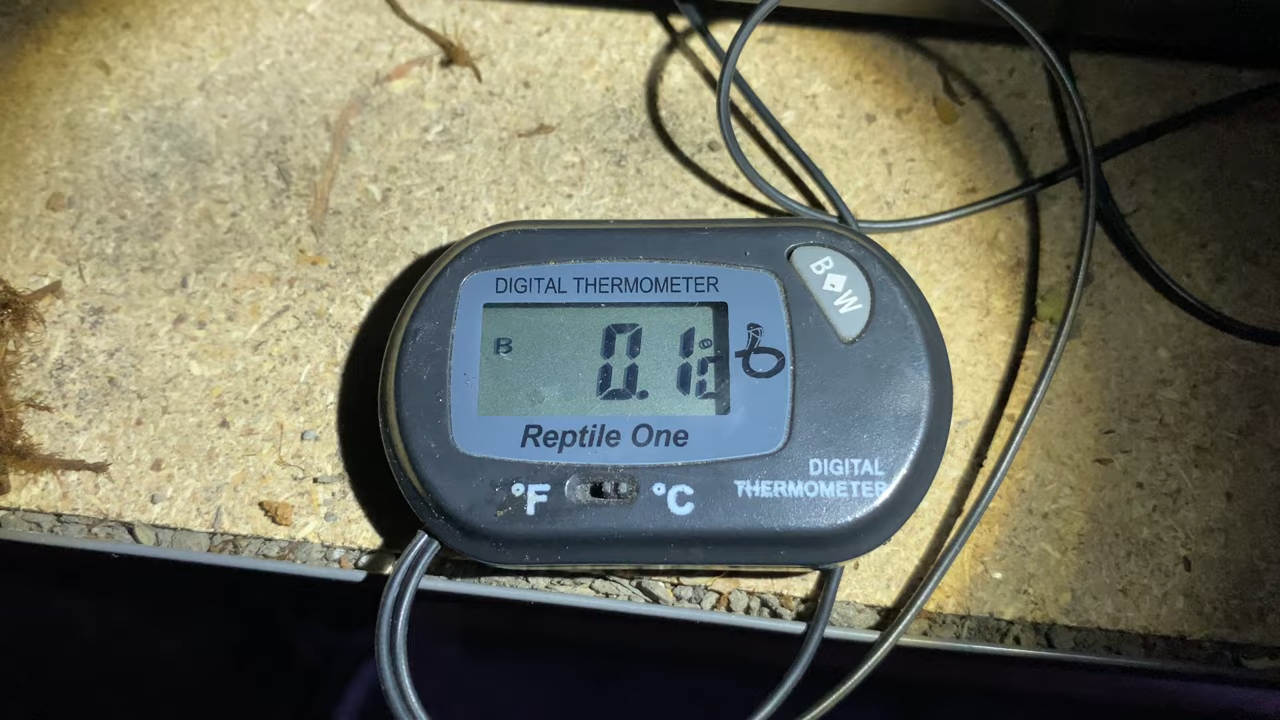 DIGITAL THERMOMETER
B
0.1°C
B◆W
Reptile One
DIGITAL
THERMOMETER
°F °C